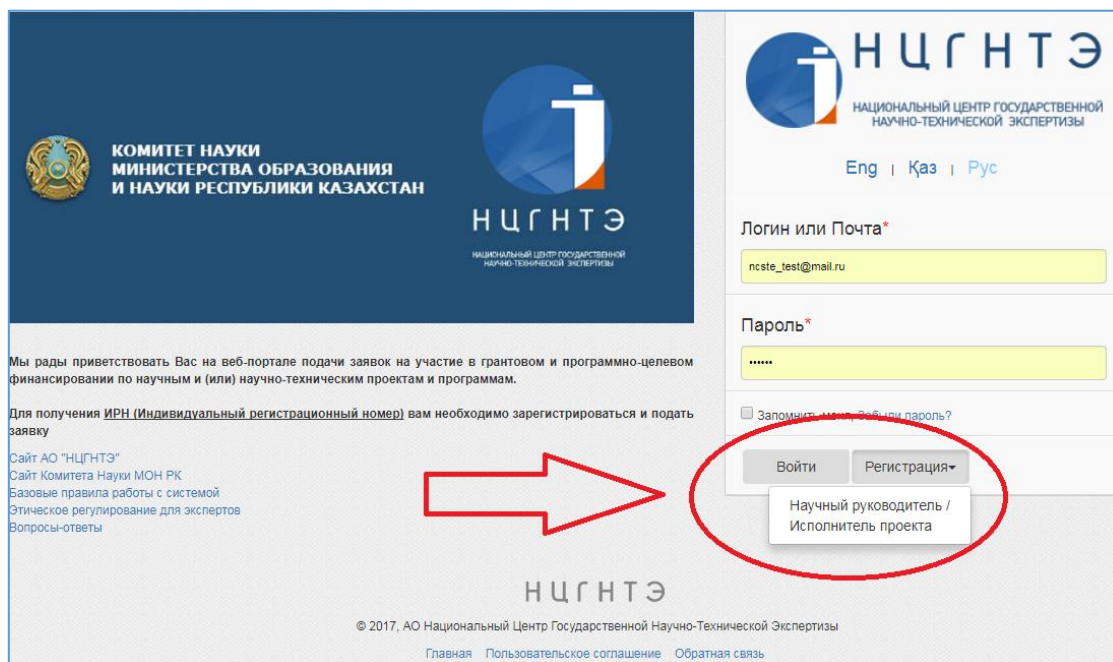 КОМИТЕТ НАУКИ
МИНИСТЕРСТВА ОБРАЗОВАНИЯ
И НАУКИ РЕСПУБЛИКИ КАЗАХСТАН
НЦГНТЭ
НАЦИОНАЛЬНЫЙ ЦЕНТР ГОСУДАРСТВЕННОЙ
НАУЧНО-ТЕХНИЧЕСКОЙ ЭКСПЕРТИЗЫ
Мы рады приветствовать Вас на веб-портале подачи заявок на участие в грантовом и программно-целевом
финансировании по научным и (или) научно-техническим проектам и программам.
Для получения ИРН (Индивидуальный регистрационный номер) вам необходимо зарегистрироваться и подать
заявку
Сайт АО "НЦГНТЭ"
Сайт Комитета Науки МОН РК
Базовые правила работы с системой
Этическое регулирование для экспертов
Вопросы-ответы
НЦГНТЭ
НАЦИОНАЛЬНЫЙ ЦЕНТР ГОСУДАРСТВЕННОЙ
НАУЧНО-ТЕХНИЧЕСКОЙ ЭКСПЕРТИЗЫ
Eng | Қаз | Рус
Логин или Почта*
ncste_test@mail.ru
Пароль*
••••••
Запомнить меня, Забыли пароль?
Войти Регистрация
Научный руководитель /
Исполнитель проекта
НЦГНТЭ
© 2017, АО Национальный Центр Государственной Научно-Технической Экспертизы
Главная Пользовательское соглашение Обратная связь